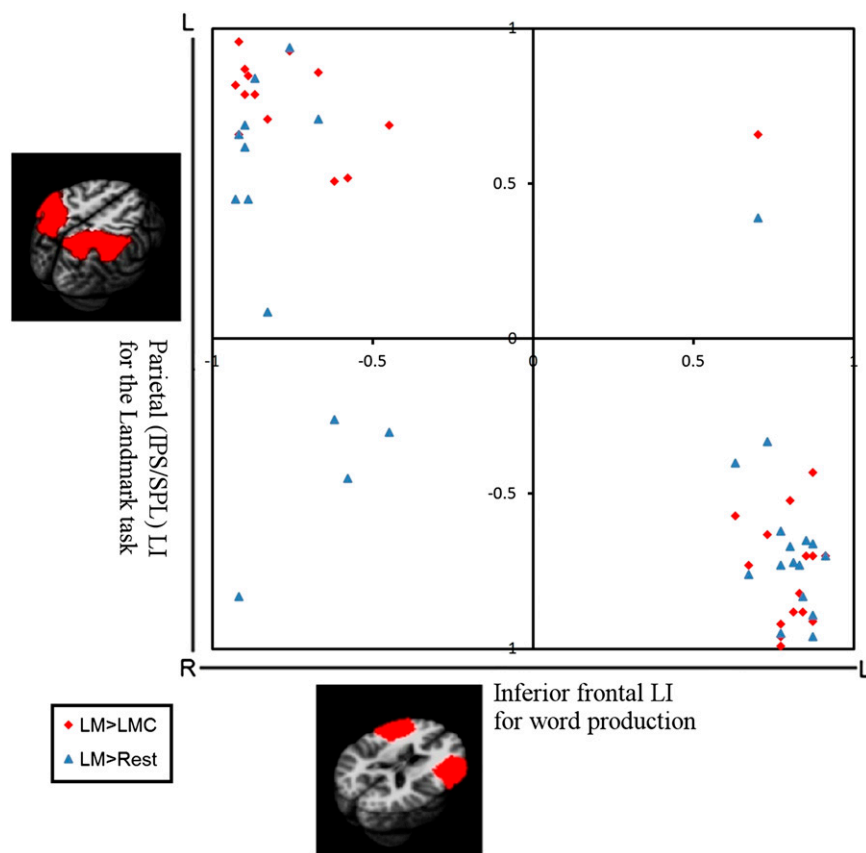 L
1
0.5
0
-1
-0.5
0
0.5
1
-0.5
1
R
L
Parietal (IPS/SPL) LI
for the Landmark task
Inferior frontal LI
for word production
LM>LMC
LM>Rest